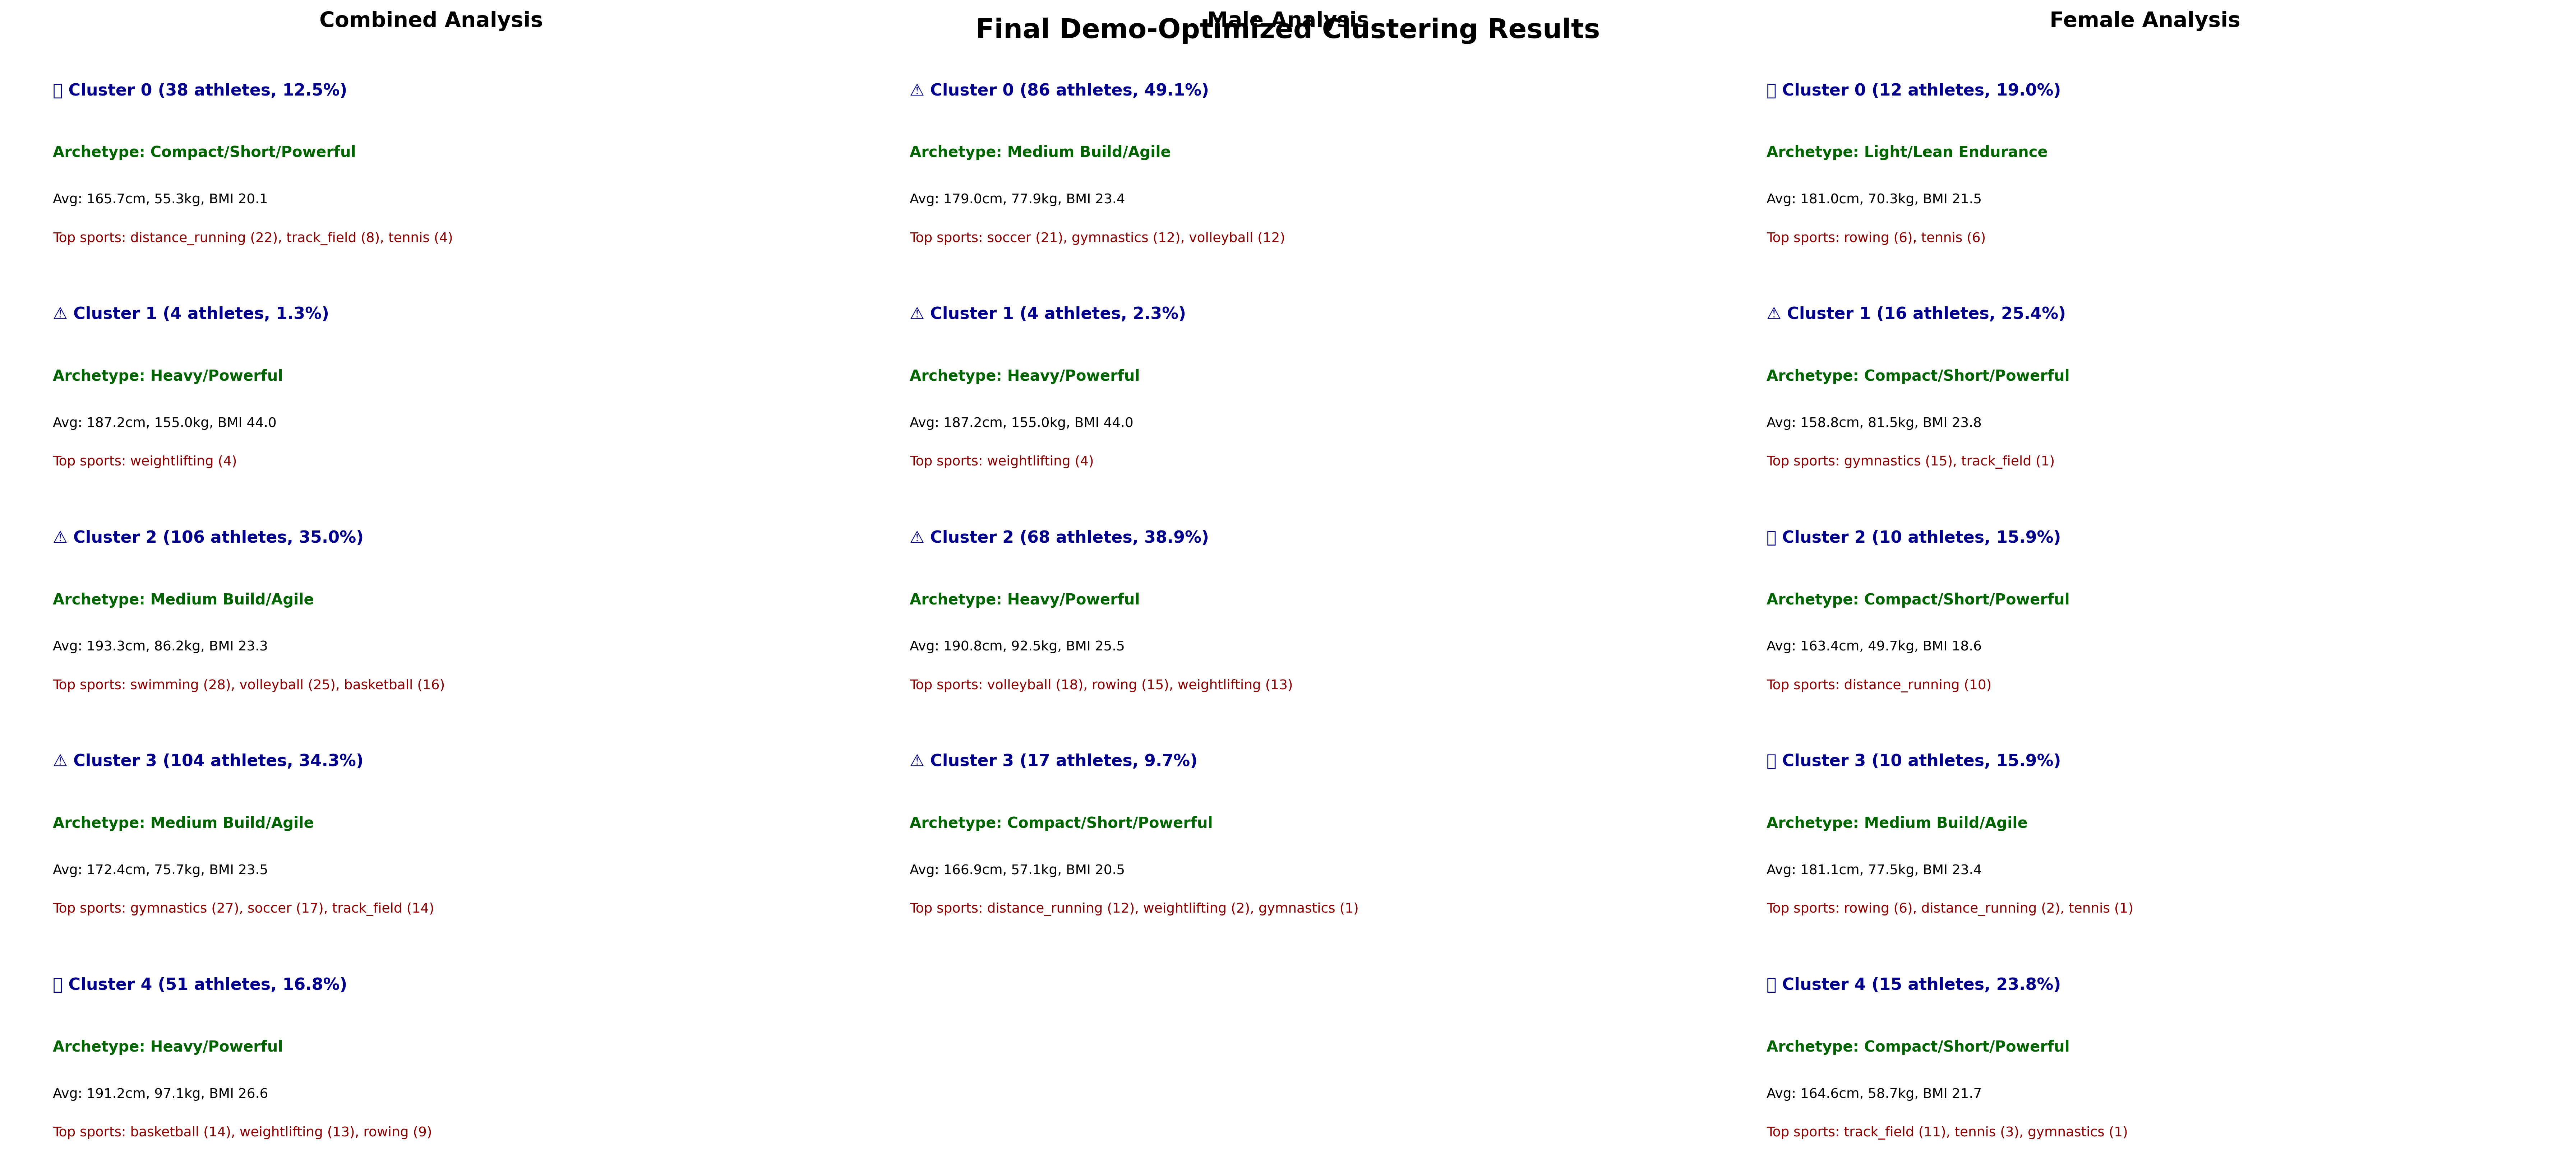 Final Demo-Optimized Clustering Results
Combined Analysis
⚠ Cluster 0 (38 athletes, 12.5%)
Archetype: Compact/Short/Powerful
Avg: 165.7cm, 55.3kg, BMI 20.1
Top sports: distance_running (22), track_field (8), tennis (4)
⚠ Cluster 1 (4 athletes, 1.3%)
Archetype: Heavy/Powerful
Avg: 187.2cm, 155.0kg, BMI 44.0
Top sports: weightlifting (4)
⚠ Cluster 2 (106 athletes, 35.0%)
Archetype: Medium Build/Agile
Avg: 193.3cm, 86.2kg, BMI 23.3
Top sports: swimming (28), volleyball (25), basketball (16)
⚠ Cluster 3 (104 athletes, 34.3%)
Archetype: Medium Build/Agile
Avg: 172.4cm, 75.7kg, BMI 23.5
Top sports: gymnastics (27), soccer (17), track_field (14)
Cluster 4 (51 athletes, 16.8%)
Archetype: Heavy/Powerful
Avg: 191.2cm, 97.1kg, BMI 26.6
Top sports: basketball (14), weightlifting (13), rowing (9)
Male Analysis
⚠ Cluster 0 (86 athletes, 49.1%)
Archetype: Medium Build/Agile
Avg: 179.0cm, 77.9kg, BMI 23.4
Top sports: soccer (21), gymnastics (12), volleyball (12)
⚠ Cluster 1 (4 athletes, 2.3%)
Archetype: Heavy/Powerful
Avg: 187.2cm, 155.0kg, BMI 44.0
Top sports: weightlifting (4)
⚠ Cluster 2 (68 athletes, 38.9%)
Archetype: Heavy/Powerful
Avg: 190.8cm, 92.5kg, BMI 25.5
Top sports: volleyball (18), rowing (15), weightlifting (13)
⚠ Cluster 3 (17 athletes, 9.7%)
Archetype: Compact/Short/Powerful
Avg: 166.9cm, 57.1kg, BMI 20.5
Top sports: distance_running (12), weightlifting (2), gymnastics (1)
Female Analysis
Cluster 0 (12 athletes, 19.0%)
Archetype: Light/Lean Endurance
Avg: 181.0cm, 70.3kg, BMI 21.5
Top sports: rowing (6), tennis (6)
⚠ Cluster 1 (16 athletes, 25.4%)
Archetype: Compact/Short/Powerful
Avg: 158.8cm, 81.5kg, BMI 23.8
Top sports: gymnastics (15), track_field (1)
Cluster 2 (10 athletes, 15.9%)
Archetype: Compact/Short/Powerful
Avg: 163.4cm, 49.7kg, BMI 18.6
Top sports: distance_running (10)
Cluster 3 (10 athletes, 15.9%)
Archetype: Medium Build/Agile
Avg: 181.1cm, 77.5kg, BMI 23.4
Top sports: rowing (6), distance_running (2), tennis (1)
Cluster 4 (15 athletes, 23.8%)
Archetype: Compact/Short/Powerful
Avg: 164.6cm, 58.7kg, BMI 21.7
Top sports: track_field (11), tennis (3), gymnastics (1)